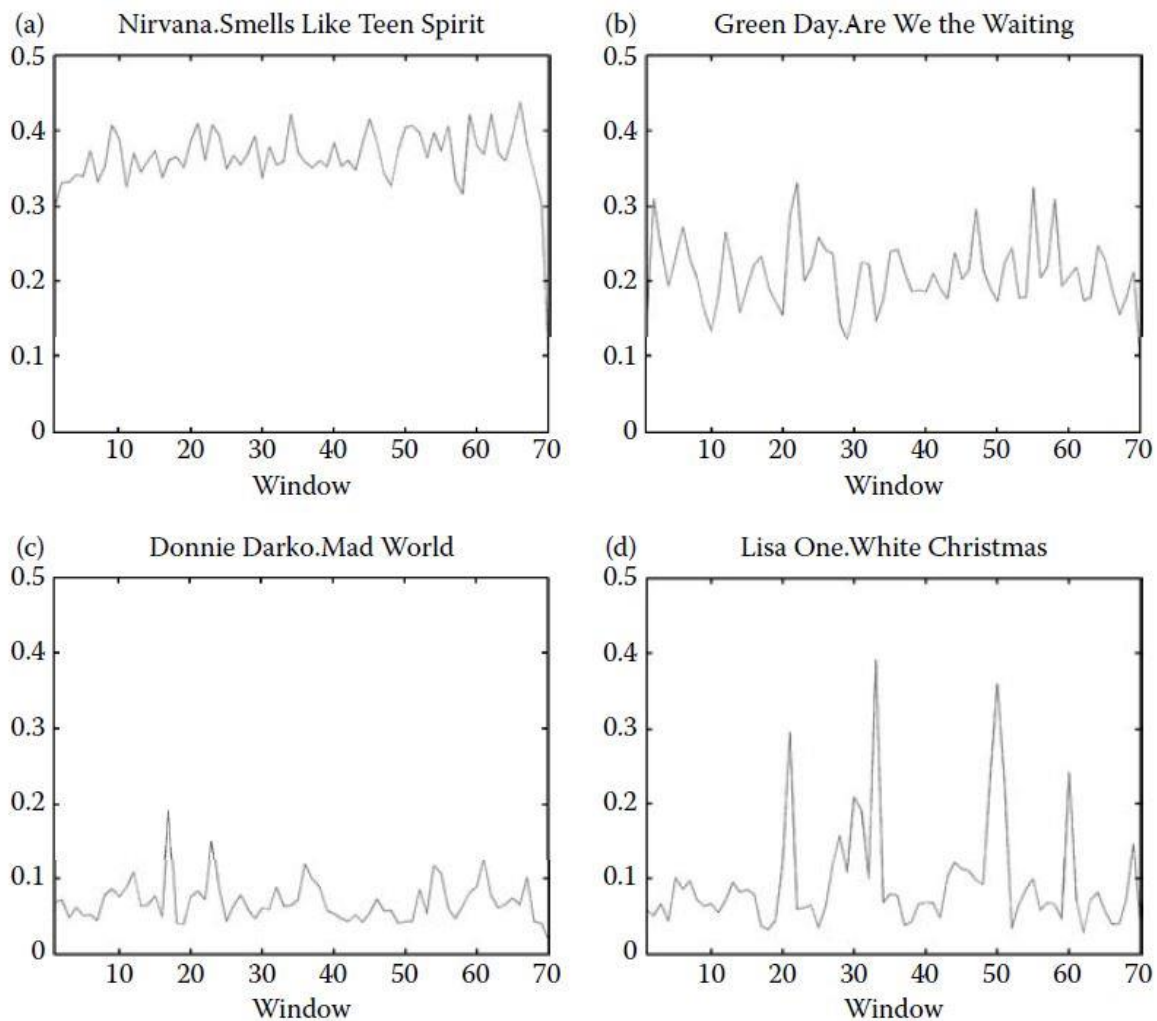 (a) Nirvana.Smells Like Teen Spirit
0.5
0.4
0.3
0.2
0.1
0
10 20 30 40 50 60 70
Window
(b) Green Day.Are We the Waiting
0.5
0.4
0.3
0.2
0.1
0
10 20 30 40 50 60 70
Window
(c) Donnie Darko.Mad World
0.5
0.4
0.3
0.2
0.1
0
10 20 30 40 50 60 70
Window
(d) Lisa One.White Christmas
0.5
0.4
0.3
0.2
0.1
0
10 20 30 40 50 60 70
Window